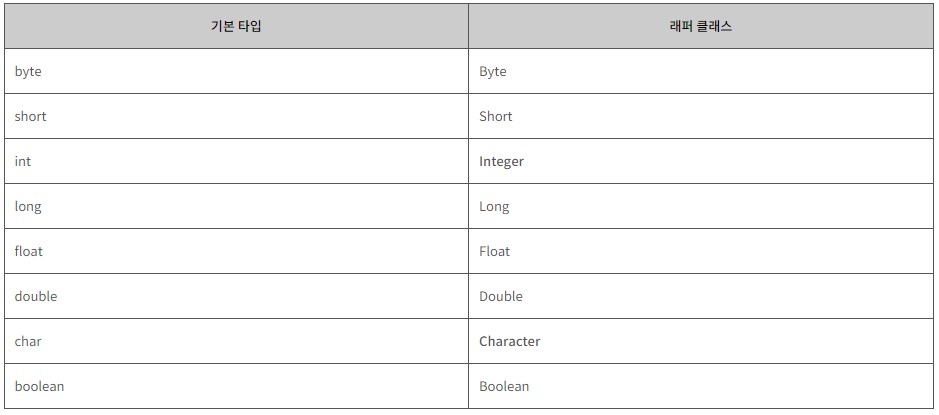 기본 타입 래퍼 클래스
byte Byte
short Short
int Integer
long Long
float Float
double Double
char Character
boolean Boolean